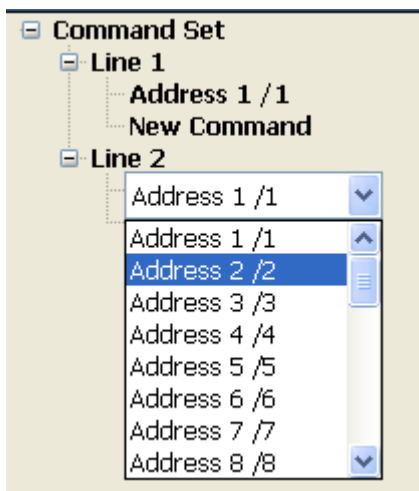 Command Set
Line 1
Address 1 /1
New Command
Line 2
Address 1 /1
Address 1 /1
Address 2 /2
Address 3 /3
Address 4 /4
Address 5 /5
Address 6 /6
Address 7 /7
Address 8 /8